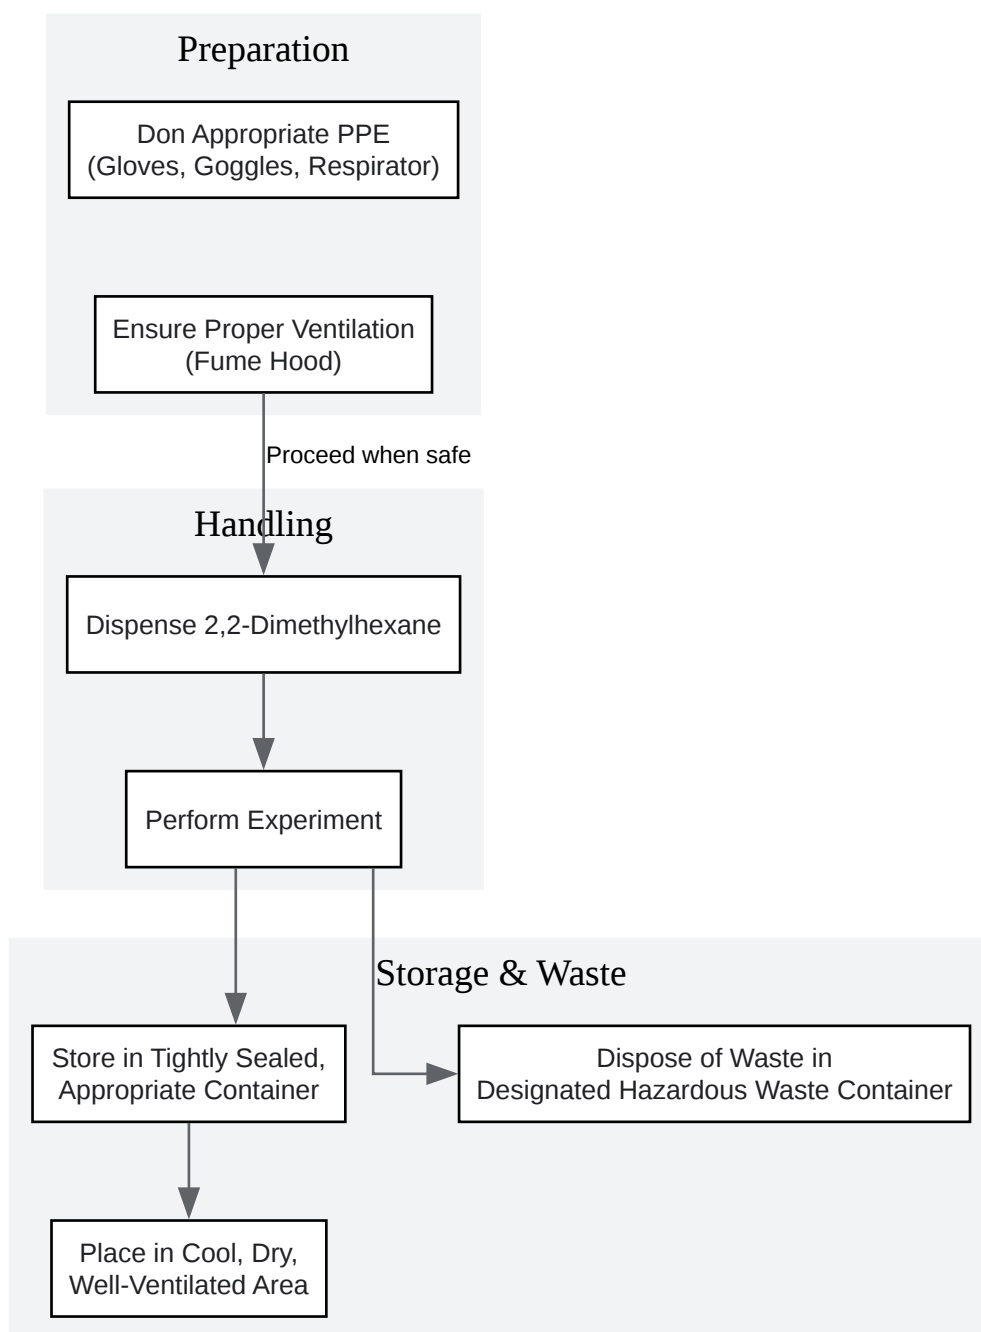 Preparation
Don Appropriate PPE
(Gloves, Goggles, Respirator)
Ensure Proper Ventilation
(Fume Hood)
Proceed when safe
Handling
Dispense 2,2-Dimethylhexane
Perform Experiment
Storage & Waste
Store in Tightly Sealed,
Appropriate Container
Dispose of Waste in
Designated Hazardous Waste Container
Place in Cool, Dry,
Well-Ventilated Area